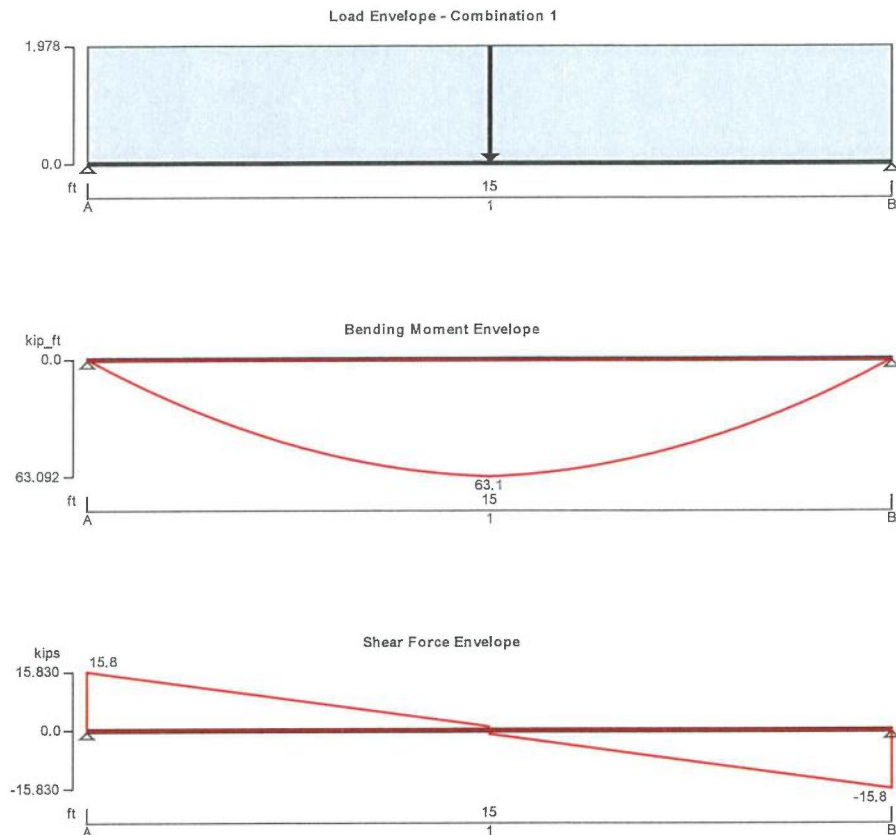 Load Envelope - Combination 1
1.978
0.0
ft
15
A
1
B
Bending Moment Envelope
kip_ft
0.0
63.092
63.1
ft
15
A
1
B
Shear Force Envelope
kips
15.830
15.8
0.0
-15.830
-15.8
ft
15
A
1
B